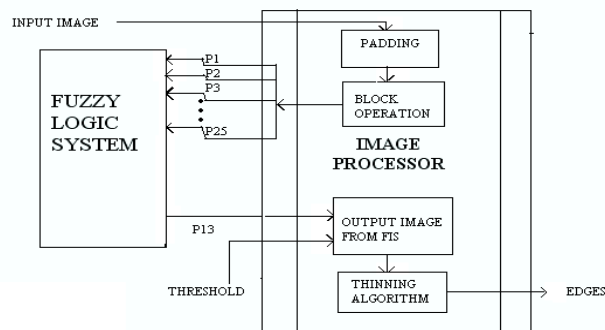 INPUT IMAGE
PADDING
P1
P2
P3
P25
BLOCK
OPERATION
FUZZY
LOGIC
SYSTEM
IMAGE
PROCESSOR
P13
OUTPUT IMAGE
FROM FIS
THRESHOLD
THINNING
ALGORITHM
EDGES